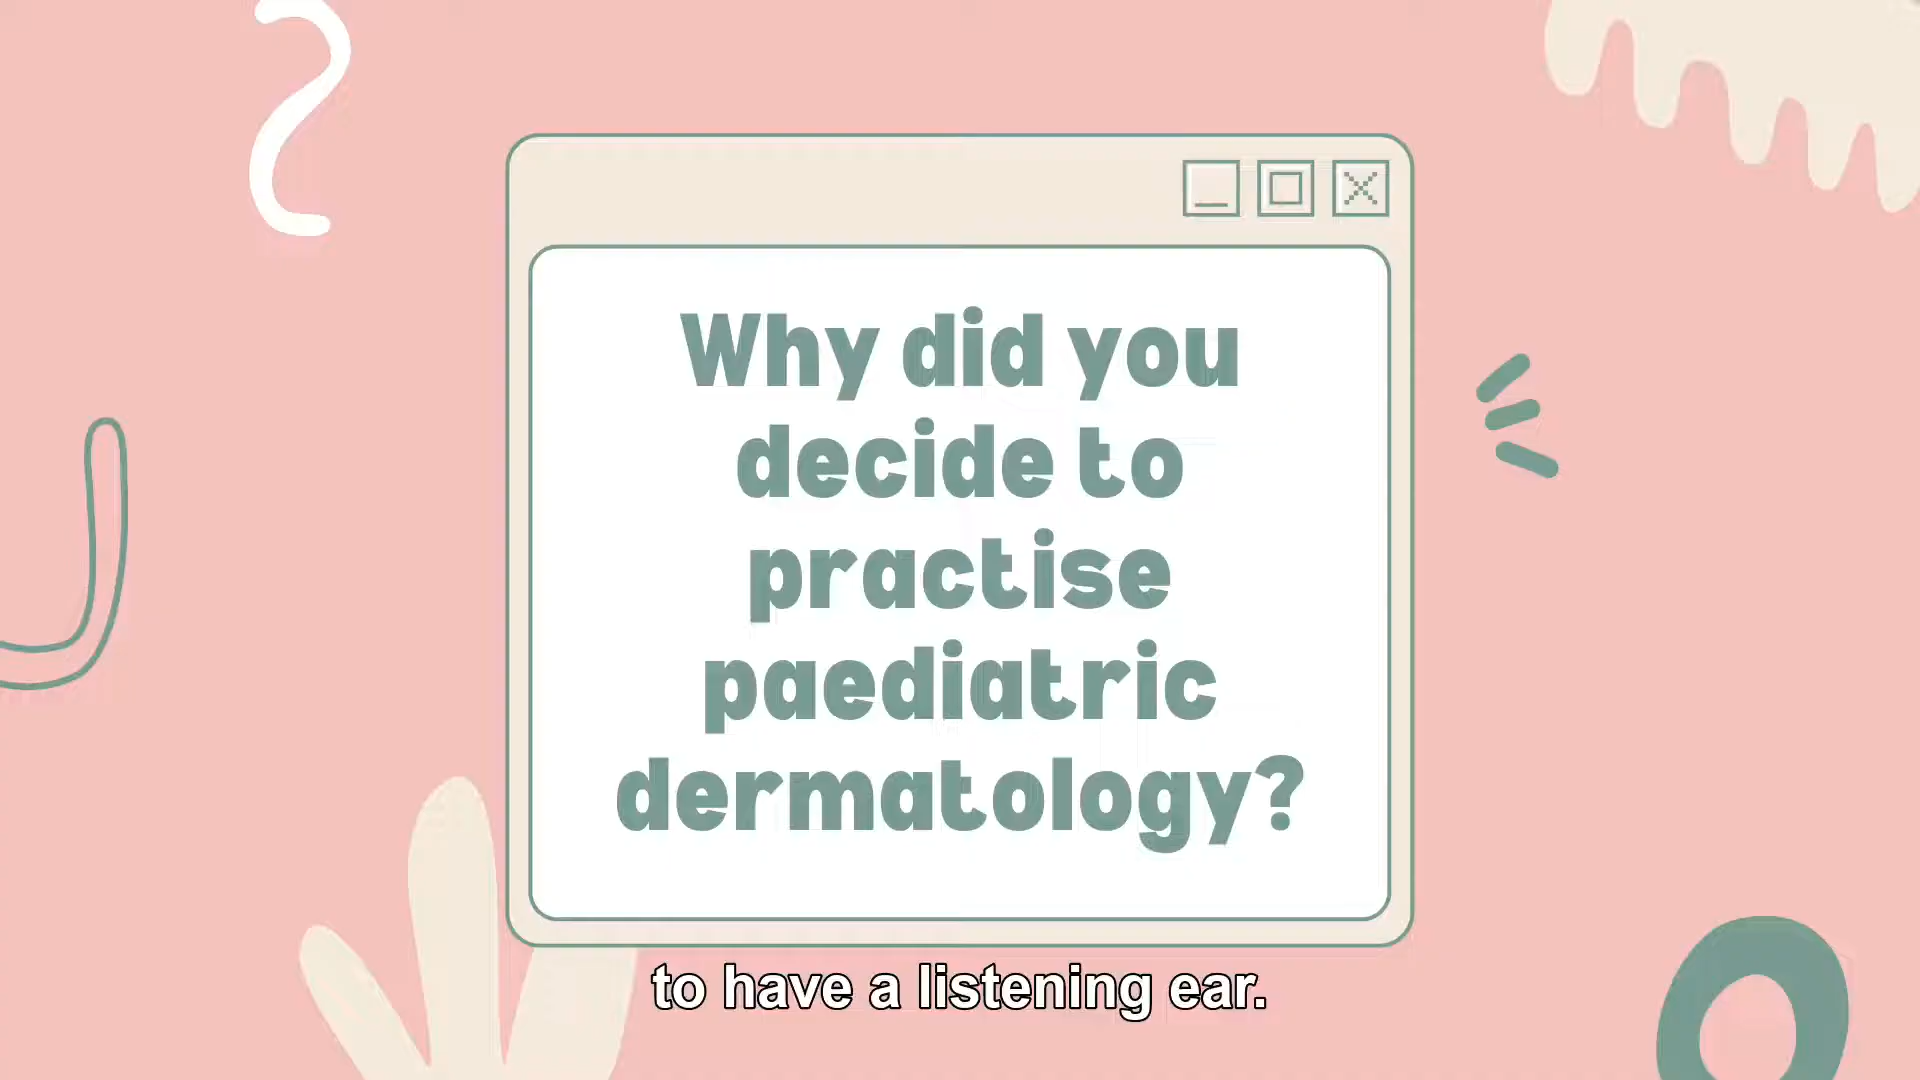 Why did you
decide to
practise
paediatric
dermatology?
to have a listening ear.